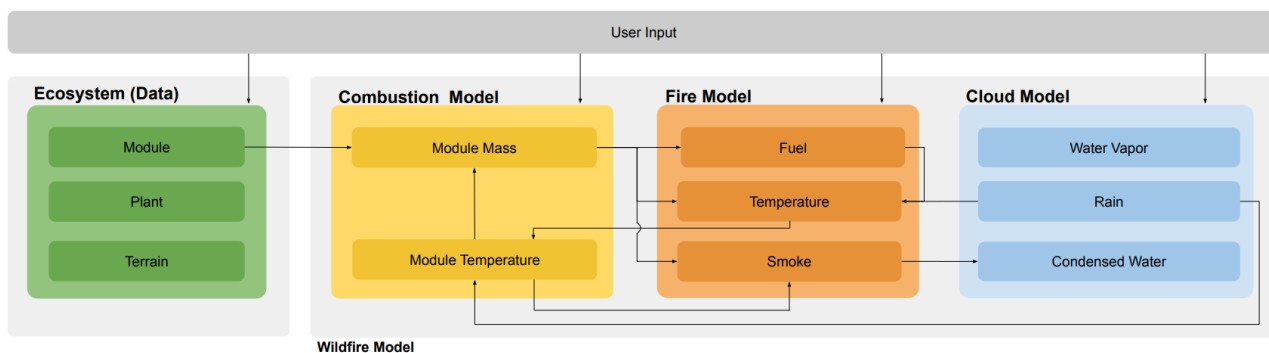 User Input
Ecosystem (Data)
Module
Plant
Terrain
Combustion Model
Module Mass
Module Temperature
Fire Model
Fuel
Temperature
Smoke
Cloud Model
Water Vapor
Rain
Condensed Water
Wildfire Model